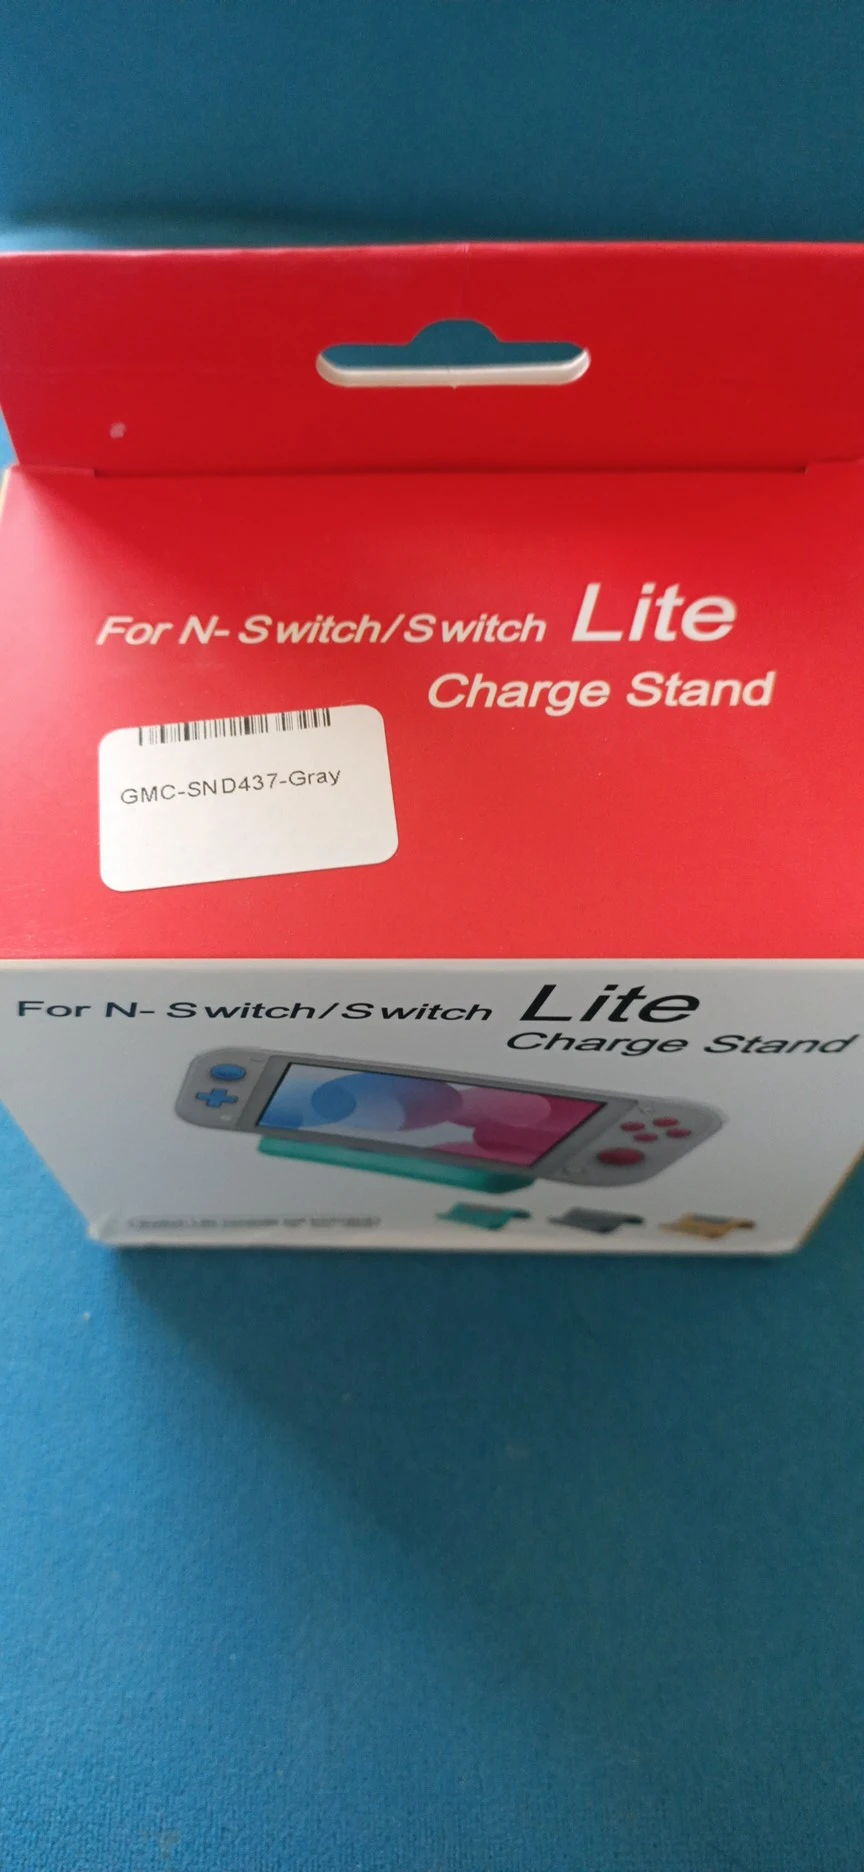 For N-Switch/Switch Lite
Charge Stand
GMC-SND437-Gray
For N-Switch/Switch Lite
Charge Stand